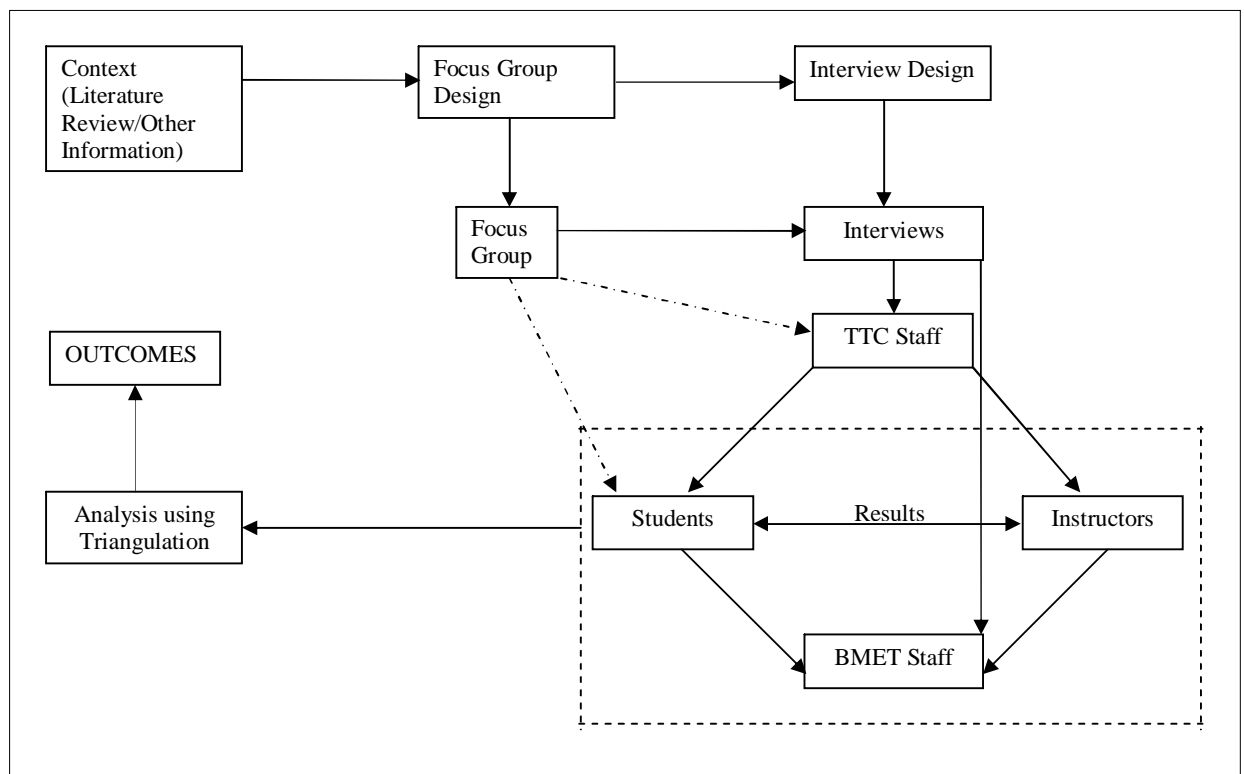 Context
(Literature
Review/Other
Information)
Focus Group
Design
Interview Design
Focus
Group
Interviews
TTC Staff
OUTCOMES
Analysis using
Triangulation
Students
Results
Instructors
BMET Staff